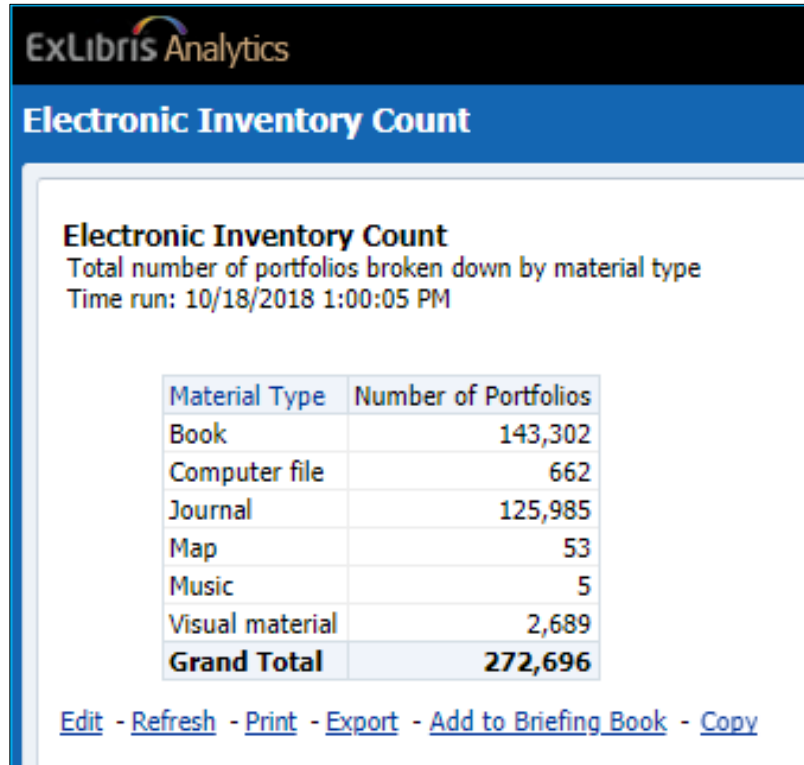 ExLibris Analytics
Electronic Inventory Count
Electronic Inventory Count
Total number of portfolios broken down by material type
Time run: 10/18/2018 1:00:05 PM
Material Type Number of Portfolios
Book 143,302
Computer file 662
Journal 125,985
Map 53
Music 5
Visual material 2,689
Grand Total 272,696
Edit - Refresh - Print - Export - Add to Briefing Book - Copy